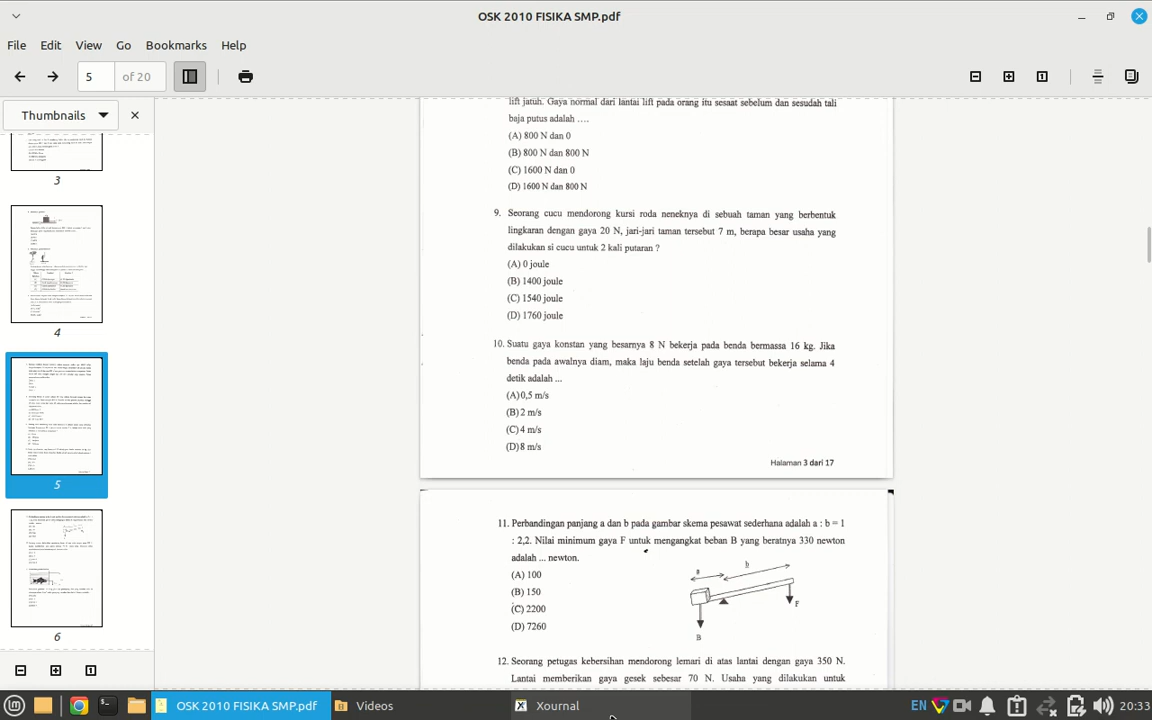 OSK 2010 FISIKA SMP.pdf
File Edit View Go Bookmarks Help
5 of 20
Thumbnails
3
4
5
6
lift jatuh. Gaya normal dari lantai lift pada orang itu sesaat sebelum dan sesudah tali
baja putus adalah ....
(A) 800 N dan 0
(B) 800 N dan 800 N
(C) 1600 N dan 0
(D) 1600 N dan 800 N
9. Seorang cucu mendorong kursi roda neneknya di sebuah taman yang berbentuk
lingkaran dengan gaya 20 N, jari-jari taman tersebut 7 m, berapa besar usaha yang
dilakukan si cucu untuk 2 kali putaran ?
(A) 0 joule
(B) 1400 joule
(C) 1540 joule
(D) 1760 joule
10. Suatu gaya konstan yang besarnya 8 N bekerja pada benda bermassa 16 kg. Jika
benda pada awalnya diam, maka laju benda setelah gaya tersebut bekerja selama 4
detik adalah ...
(A) 0,5 m/s
(B) 2 m/s
(C) 4 m/s
(D) 8 m/s
Halaman 3 dari 17
11. Perbandingan panjang a dan b pada gambar skema pesawat sederhana adalah a : b = 1
: 2,2. Nilai minimum gaya F untuk mengangkat beban B yang beratnya 330 newton
adalah ... newton.
(A) 100
(B) 150
(C) 2200
(D) 7260
a
b
F
B
12. Seorang petugas kebersihan mendorong lemari di atas lantai dengan gaya 350 N.
Lantai memberikan gaya gesek sebesar 70 N. Usaha yang dilakukan untuk
OSK 2010 FISIKA SMP.pdf
Videos
Xournal
EN
20:33